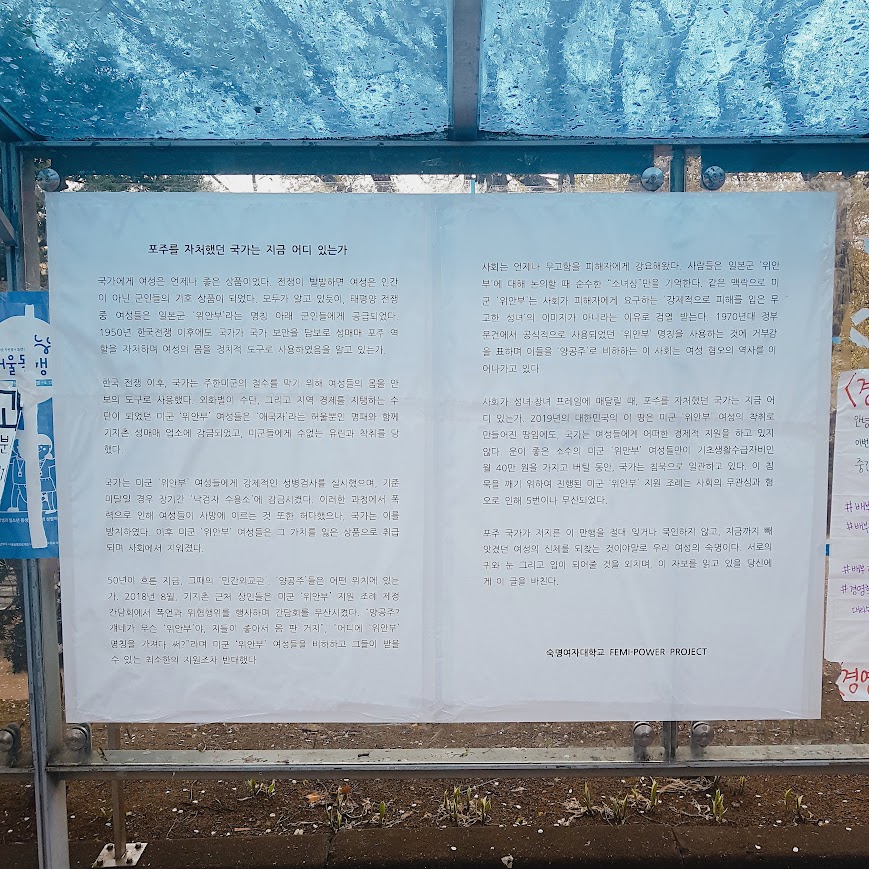 포주를 자처했던 국가는 지금 어디 있는가
국가에게 여성은 언제나 좋은 상품이었다. 전쟁이 발발하면 여성은 인간
이 아닌 군인들의 기호 상품이 되었다. 모두가 알고 있듯이, 태평양 전쟁
중 여성들은 일본군 '위안부'라는 명칭 아래 군인들에게 공급되었다.
1950년 한국전쟁 이후에도 국가가 국가 보안을 담보로 성매매 포주 역
할을 자처하며 여성의 몸을 정치적 도구로 사용하였음을 알고 있는가.
한국 전쟁 이후, 국가는 주한미군의 철수를 막기 위해 여성들의 몸을 안
보의 도구로 사용했다. 외화벌이 수단, 그리고 지역 경제를 지탱하는 수
단이 되었던 미군 '위안부' 여성들은 '애국자'라는 허울뿐인 명패와 함께
기지촌 성매매 업소에 감금되었고, 미군들에게 수없는 유린과 착취를 당
했다.
국가는 미군 '위안부' 여성들에게 강제적인 성병검사를 실시했으며, 기준
미달일 경우 장기간 '낙검자 수용소'에 감금시켰다. 이러한 과정에서 폭
력으로 인해 여성들이 사망에 이르는 것 또한 허다했으나, 국가는 이를
방치하였다. 이후 미군 '위안부' 여성들은 그 가치를 잃은 상품으로 취급
되며 사회에서 지워졌다.
50년이 흐른 지금, 그때의 '민간외교관', '양공주'들은 어떤 위치에 있는
가. 2018년 8월, 기지촌 근처 상인들은 미군 '위안부' 지원 조례 제정
간담회에서 폭언과 위협행위를 행사하며 간담회를 무산시켰다. "양공주?
걔네가 무슨 '위안부'야, 지들이 좋아서 몸 판 거지", "어디에 '위안부'
명칭을 가져다 써?"라며 미군 '위안부' 여성들을 비하하고 그들이 받을
수 있는 최소한의 지원조차 반대했다.
사회는 언제나 무고함을 피해자에게 강요해왔다. 사람들은 일본군 '위안
부'에 대해 논의할 때 순수한 "소녀상"만을 기억한다. 같은 맥락으로 미
군 '위안부'는 사회가 피해자에게 요구하는 '강제적으로 피해를 입은 무
고한 성녀'의 이미지가 아니라는 이유로 검열 받는다. 1970년대 정부
문건에서 공식적으로 사용되었던 '위안부' 명칭을 사용하는 것에 거부감
을 표하며 이들을 '양공주'로 비하하는 이 사회는 여성 혐오의 역사를 이
어나가고 있다.
사회가 성녀·창녀 프레임에 매달릴 때, 포주를 자처했던 국가는 지금 어
디 있는가. 2019년의 대한민국의 이 땅은 미군 '위안부' 여성의 착취로
만들어진 땅임에도, 국가는 여성들에게 어떠한 경제적 지원을 하고 있지
않다. 운이 좋은 소수의 미군 '위안부' 여성들만이 기초생활수급자비인
월 40만 원을 가지고 버틸 동안, 국가는 침묵으로 일관하고 있다. 이 침
묵을 깨기 위하여 진행된 미군 '위안부' 지원 조례는 사회의 무관심과 혐
오로 인해 5번이나 무산되었다.
포주 국가가 저지른 이 만행을 절대 잊거나 묵인하지 않고, 지금까지 빼
앗겼던 여성의 신체를 되찾는 것이야말로 우리 여성의 숙명이다. 서로의
귀와 눈 그리고 입이 되어줄 것을 외치며, 이 자보를 읽고 있을 당신에
게 이 글을 바친다.
숙명여자대학교 FEMI-POWER PROJECT